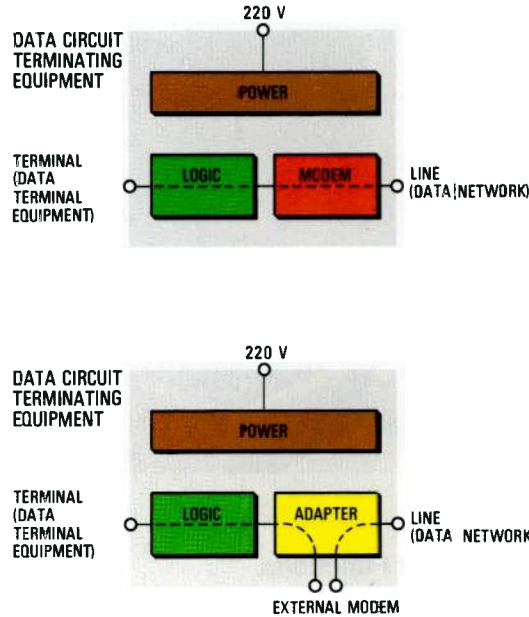 220 V
DATA CIRCUIT
TERMINATING
EQUIPMENT
POWER
TERMINAL
(DATA
TERMINAL
EQUIPMENT)
LOGIC
MODEM
LINE
(DATA NETWORK)
220 V
DATA CIRCUIT
TERMINATING
EQUIPMENT
POWER
TERMINAL
(DATA
TERMINAL
EQUIPMENT)
LOGIC
ADAPTER
LINE
(DATA NETWORK
EXTERNAL MODEM